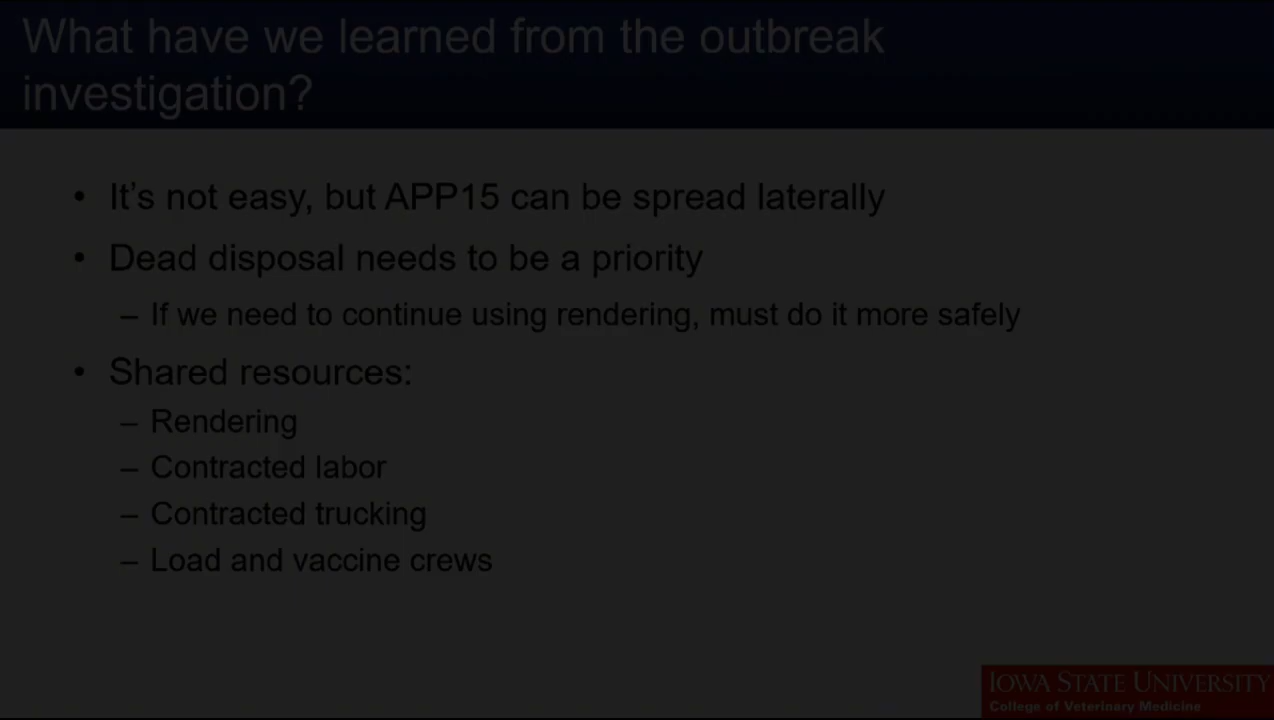 What have we learned from the outbreak
investigation?
• It's not easy, but APP15 can be spread laterally
• Dead disposal needs to be a priority
– If we need to continue using rendering, must do it more safely
• Shared resources:
– Rendering
– Contracted labor
– Contracted trucking
– Load and vaccine crews
IOWA STATE UNIVERSITY
College of Veterinary Medicine